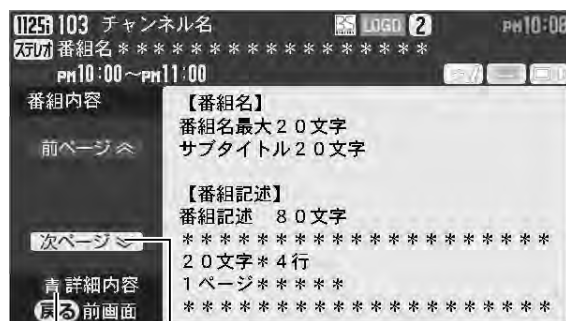 1125i 103 チャンネル名 BS LOGO 2 PM10:08
ステレオ 番組名＊＊＊＊＊＊＊＊＊＊＊＊＊＊＊＊＊
PM10:00～PM11:00
番組内容
前ページ
次ページ
青 詳細内容
戻る 前画面
【番組名】
番組名最大２０文字
サブタイトル２０文字
【番組記述】
番組記述　８０文字
＊＊＊＊＊＊＊＊＊＊＊＊＊＊＊＊＊＊＊＊
２０文字＊４行
１ページ＊＊＊＊＊
＊＊＊＊＊＊＊＊＊＊＊＊＊＊＊＊＊＊＊＊